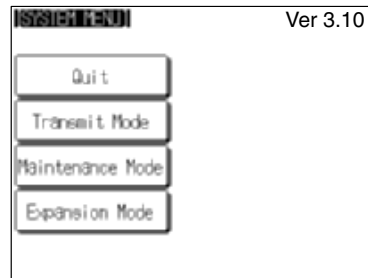 [SYSTEM MENU]
Ver 3.10
Quit
Transmit Mode
Maintenance Mode
Expansion Mode